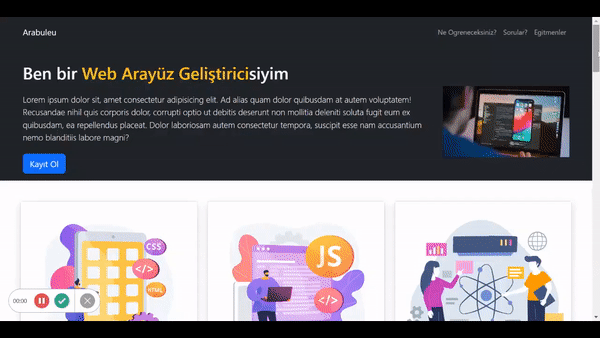 Arabuleu
Ne Ogreneceksiniz? Sorular? Egitmenler
Ben bir Web Arayüz Geliştiricisiyim
Lorem ipsum dolor sit, amet consectetur adipisicing elit. Ad alias quam dolor quibusdam at autem voluptatem!
Recusandae nihil quis corporis dolor, corrupti optio ut debitis deserunt non mollitia deleniti soluta fugit eum ex
quibusdam, ea repellendus placeat. Dolor laboriosam autem consectetur tempora, suscipit esse nam accusantium
nemo blanditiis labore magni?
Kayıt Ol
CSS
</>
HTML
JS
</>
00:00